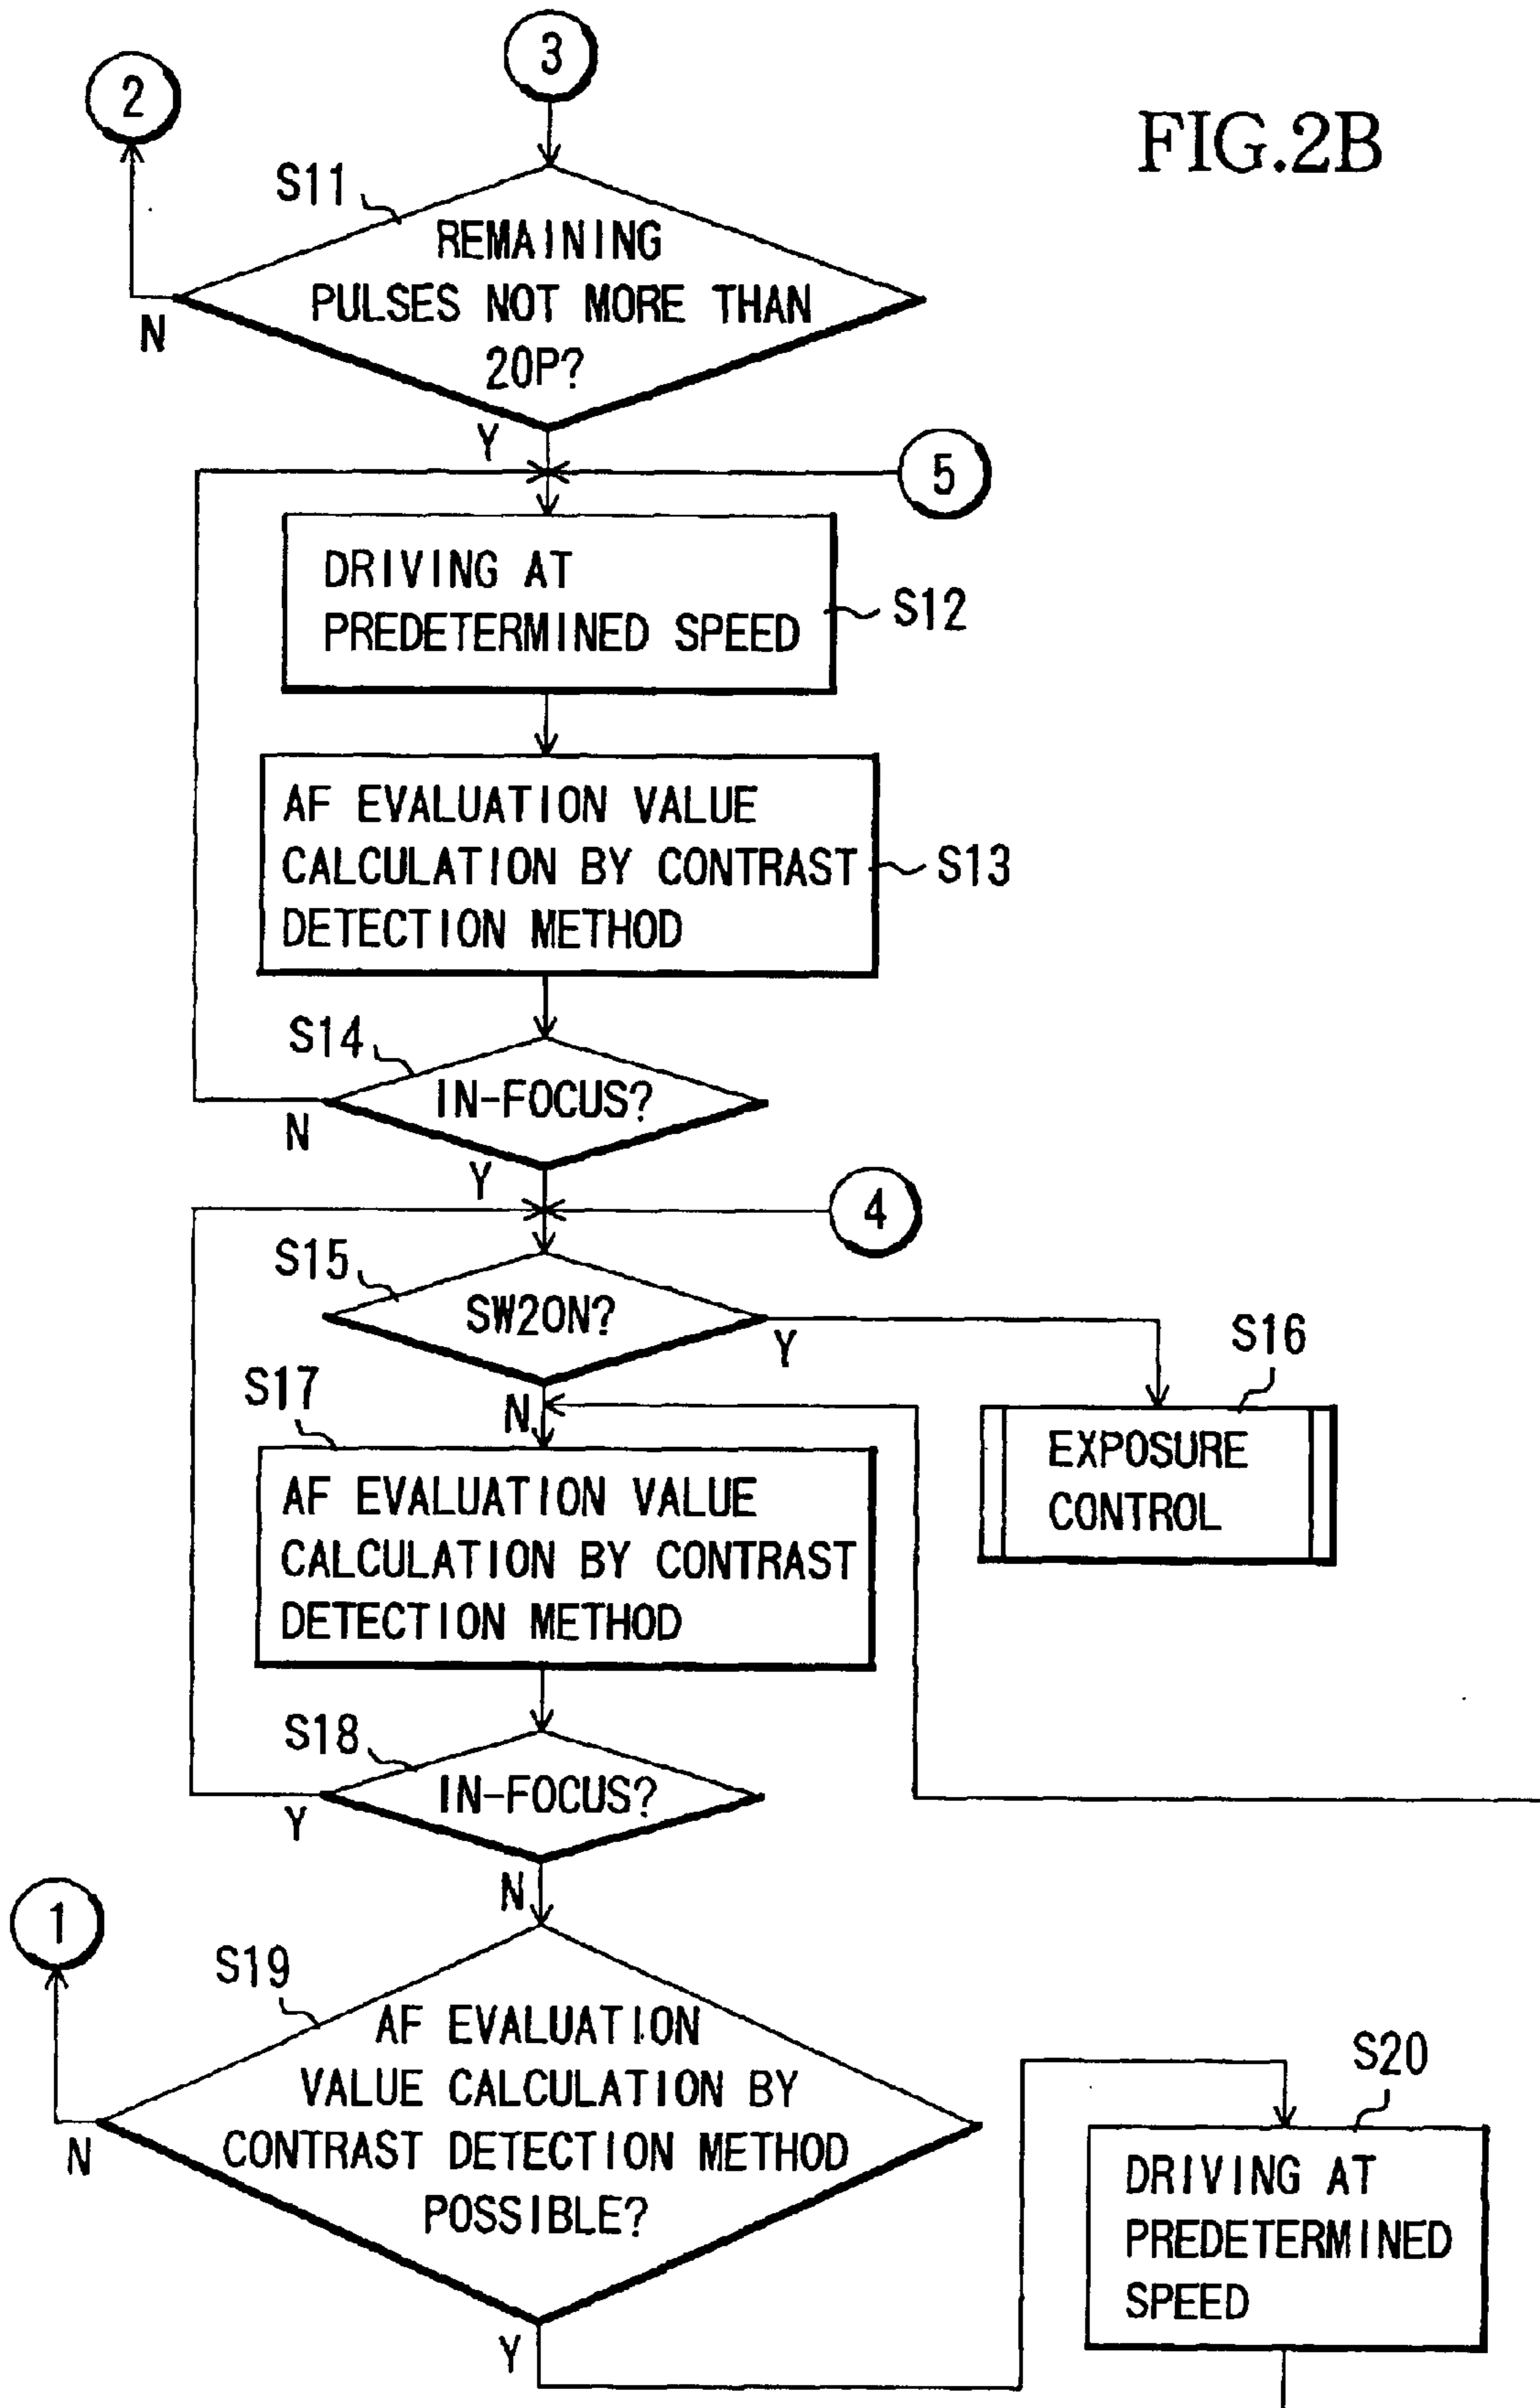 3
2
FIG.2B
S11
REMAINING
PULSES NOT MORE THAN
20P?
N
Y
5
DRIVING AT
PREDETERMINED SPEED
S12
AF EVALUATION VALUE
CALCULATION BY CONTRAST
DETECTION METHOD
S13
S14
IN-FOCUS?
N
Y
4
S15
SW2ON?
Y
S16
EXPOSURE
CONTROL
N
S17
AF EVALUATION VALUE
CALCULATION BY CONTRAST
DETECTION METHOD
S18
IN-FOCUS?
Y
N
1
S19
AF EVALUATION
VALUE CALCULATION BY
CONTRAST DETECTION METHOD
POSSIBLE?
N
Y
S20
DRIVING AT
PREDETERMINED
SPEED